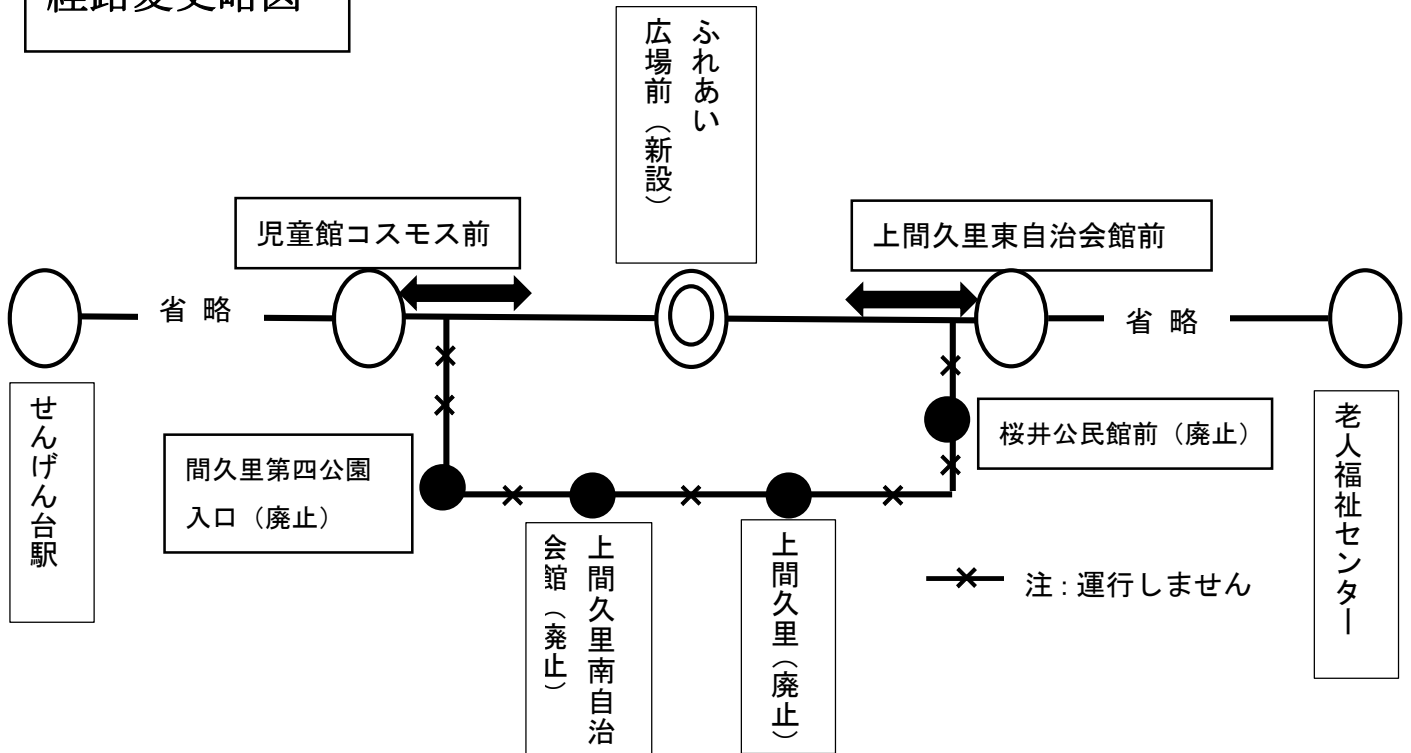 経路変更略図
ふれあい
広場前（新設）
児童館コスモス前
上間久里東自治会館前
省 略
省 略
せんげん台駅
間久里第四公園
入口（廃止）
上間久里南自治
会館（廃止）
上間久里（廃止）
桜井公民館前（廃止）
老人福祉センター
注：運行しません